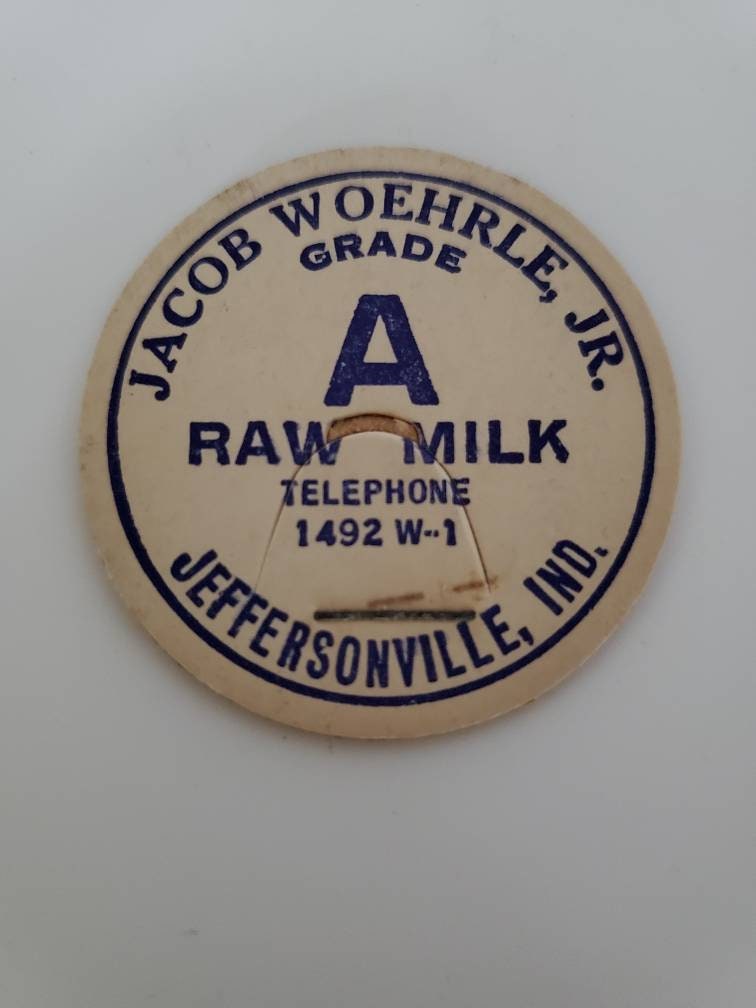 JACOB WOEHRLE, JR.
GRADE
A
RAW MILK
TELEPHONE
1492 W-1
JEFFERSONVILLE, IND.